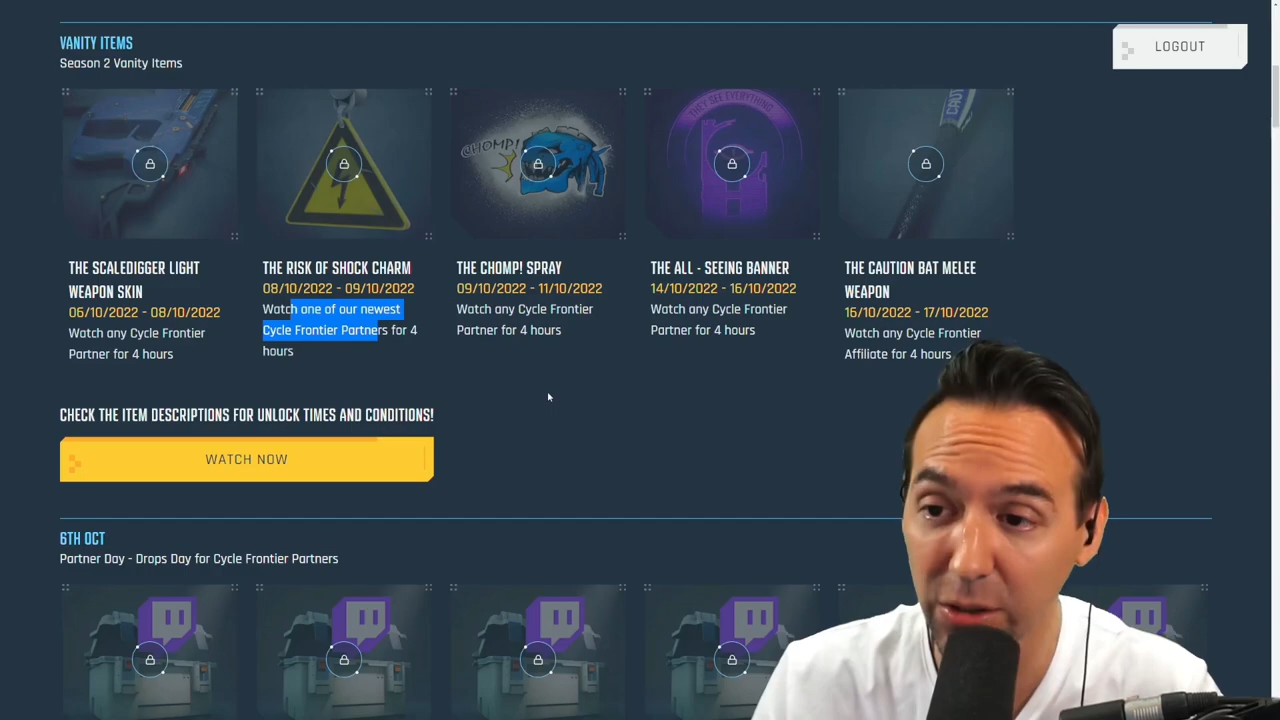 VANITY ITEMS
Season 2 Vanity Items
LOGOUT
CHOMP!
THEY SEE EVERYTHING
CAUT
THE SCALEDIGGER LIGHT
WEAPON SKIN
06/10/2022 - 08/10/2022
Watch any Cycle Frontier
Partner for 4 hours
THE RISK OF SHOCK CHARM
08/10/2022 - 09/10/2022
Watch one of our newest
Cycle Frontier Partners for 4
hours
THE CHOMP! SPRAY
09/10/2022 - 11/10/2022
Watch any Cycle Frontier
Partner for 4 hours
THE ALL - SEEING BANNER
14/10/2022 - 16/10/2022
Watch any Cycle Frontier
Partner for 4 hours
THE CAUTION BAT MELEE
WEAPON
16/10/2022 - 17/10/2022
Watch any Cycle Frontier
Affiliate for 4 hours
CHECK THE ITEM DESCRIPTIONS FOR UNLOCK TIMES AND CONDITIONS!
WATCH NOW
6TH OCT
Partner Day - Drops Day for Cycle Frontier Partners